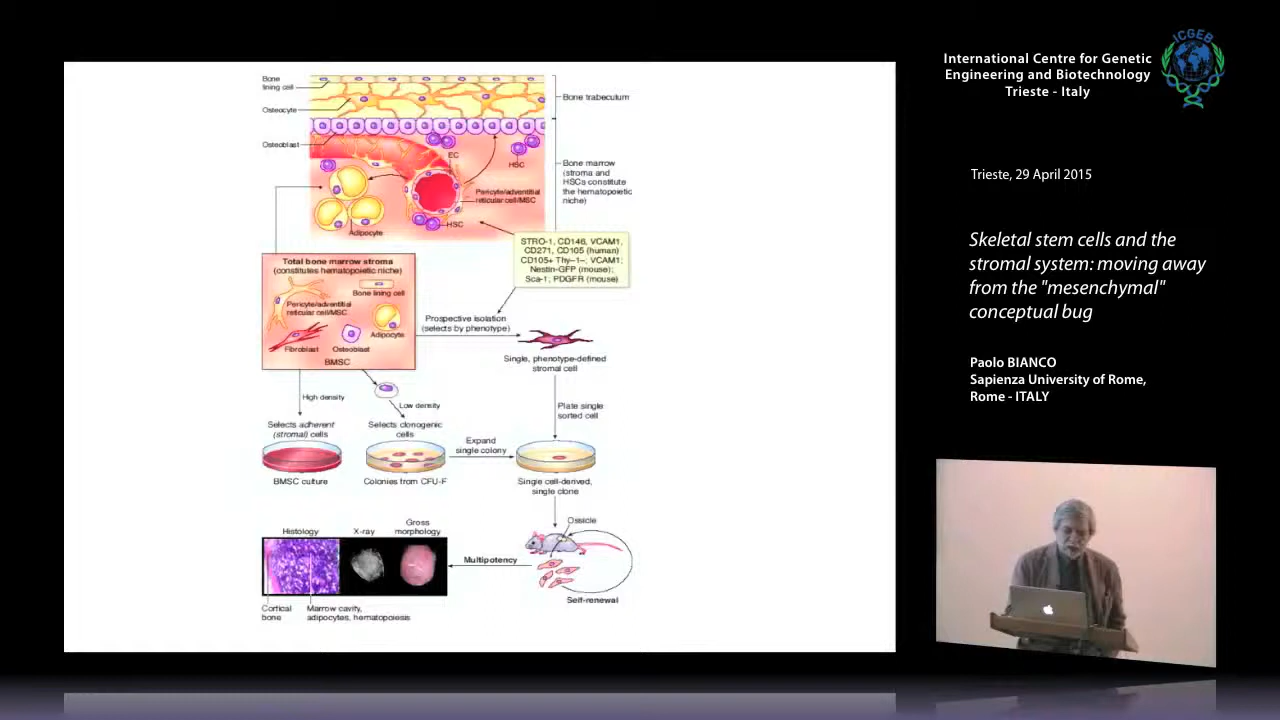 Bone
lining cell
Osteocyte
Osteoblast
Bone trabeculum
EC
HSC
Bone marrow
(stroma and
HSCs constitute
the hematopoietic
niche)
Pericyte/adventitial
reticular cell/MSC
HSC
Adipocyte
STRO-1, CD146, VCAM1,
CD271, CD105 (human)
CD105+ Thy–1–; VCAM1;
Nestin-GFP (mouse);
Sca-1; PDGFR (mouse)
Total bone marrow stroma
(constitutes hematopoietic niche)
Bone lining cell
Pericyte/adventitial
reticular cell/MSC
Adipocyte
Fibroblast
Osteoblast
BMSC
Prospective isolation
(selects by phenotype)
Single, phenotype-defined
stromal cell
High density
Low density
Plate single
sorted cell
Selects adherent
(stromal) cells
Selects clonogenic
cells
Expand
single colony
BMSC culture
Colonies from CFU-F
Single cell-derived,
single clone
Ossicle
Histology
X-ray
Gross
morphology
Multipotency
Self-renewal
Cortical
bone
Marrow cavity,
adipocytes, hematopoiesis
International Centre for Genetic
Engineering and Biotechnology
Trieste - Italy
ICGEB
Trieste, 29 April 2015
Skeletal stem cells and the
stromal system: moving away
from the "mesenchymal"
conceptual bug
Paolo BIANCO
Sapienza University of Rome,
Rome - ITALY